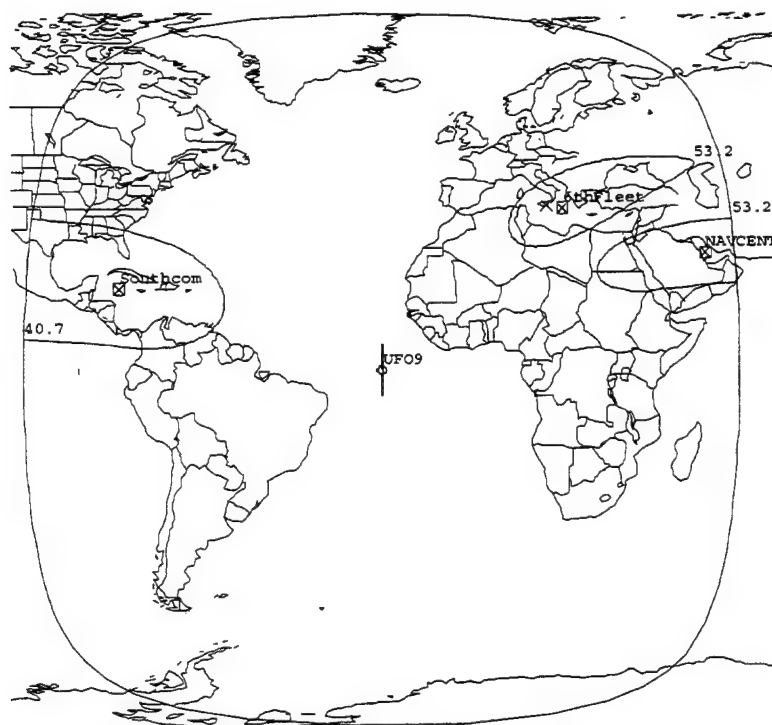 53.2
6thFleet
53.2
NAVCENT
Southcom
40.7
UFO9